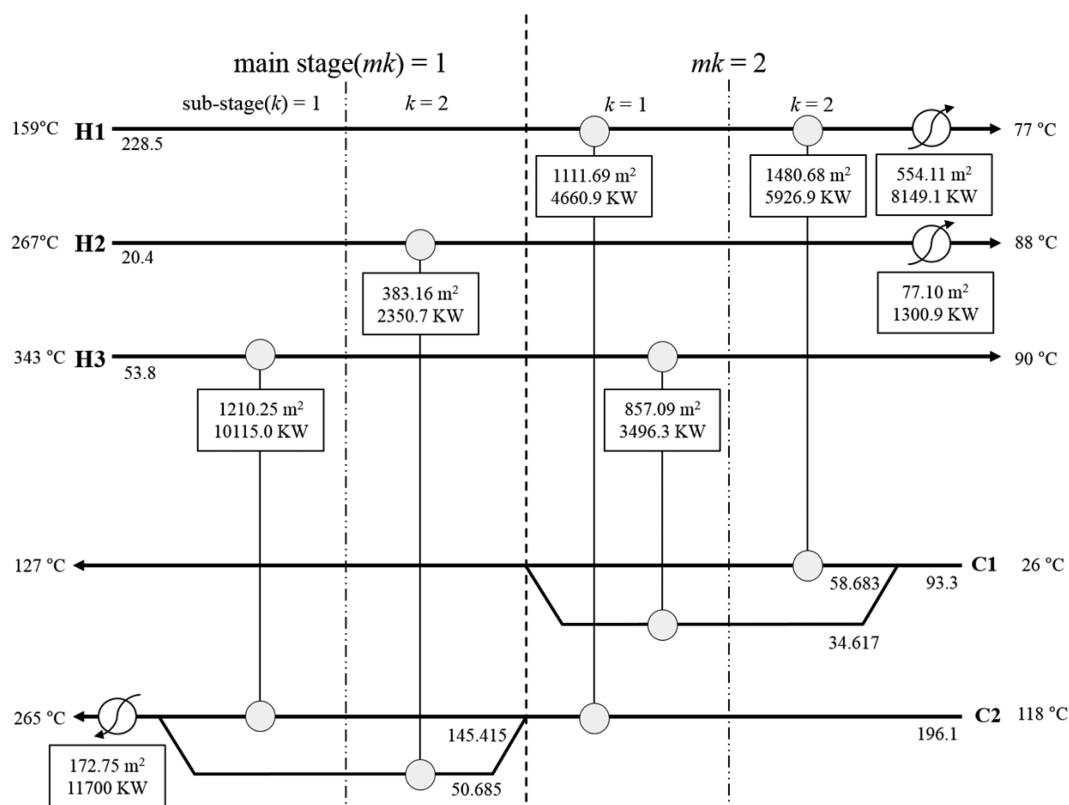 main stage(mk) = 1
mk = 2
sub-stage(k) = 1
k = 2
k = 1
k = 2
159°C H1
77 °C
228.5
1111.69 m²
4660.9 KW
1480.68 m²
5926.9 KW
554.11 m²
8149.1 KW
267°C H2
88 °C
20.4
383.16 m²
2350.7 KW
77.10 m²
1300.9 KW
343 °C H3
90 °C
53.8
1210.25 m²
10115.0 KW
857.09 m²
3496.3 KW
127 °C
C1 26 °C
58.683
93.3
34.617
265 °C
C2 118 °C
145.415
196.1
172.75 m²
11700 KW
50.685